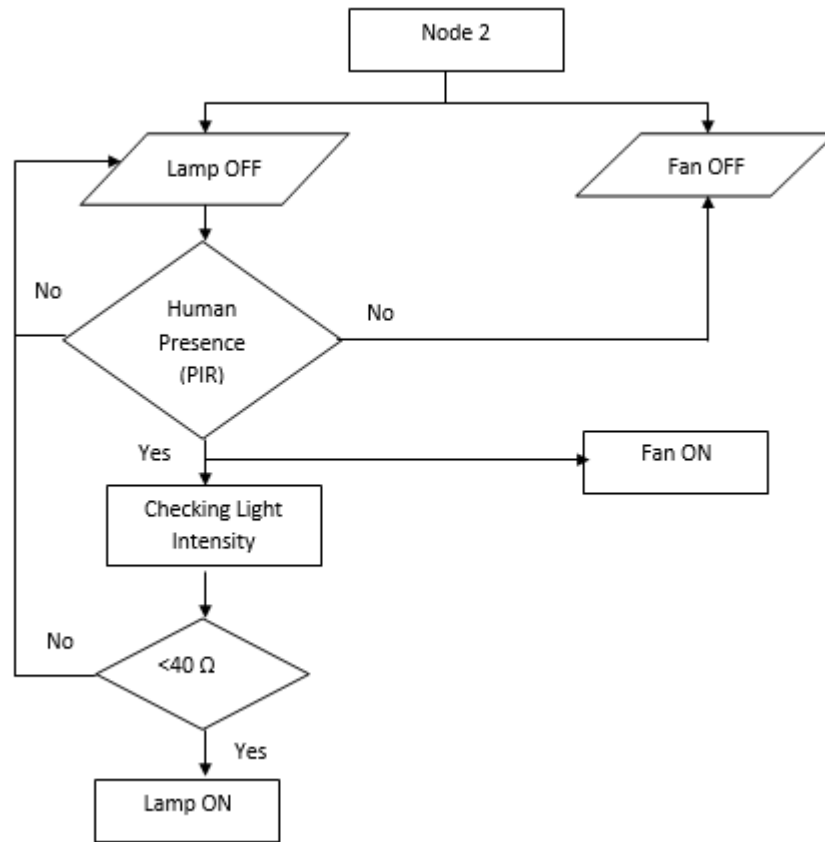 Node 2
Lamp OFF
Fan OFF
No
Human
Presence
(PIR)
No
Yes
Fan ON
Checking Light
Intensity
No
<40 Ω
Yes
Lamp ON